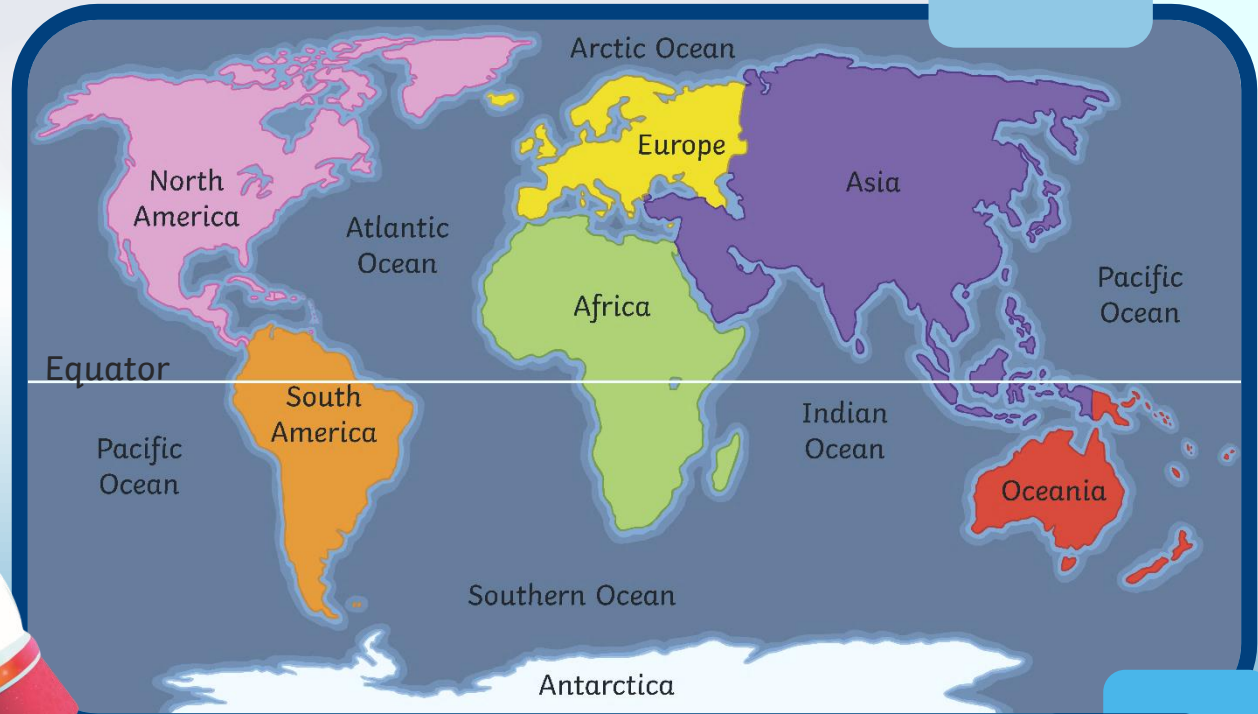 Arctic Ocean
Europe
North
America
Asia
Atlantic
Ocean
Pacific
Ocean
Africa
Equator
South
America
Indian
Ocean
Pacific
Ocean
Oceania
Southern Ocean
Antarctica